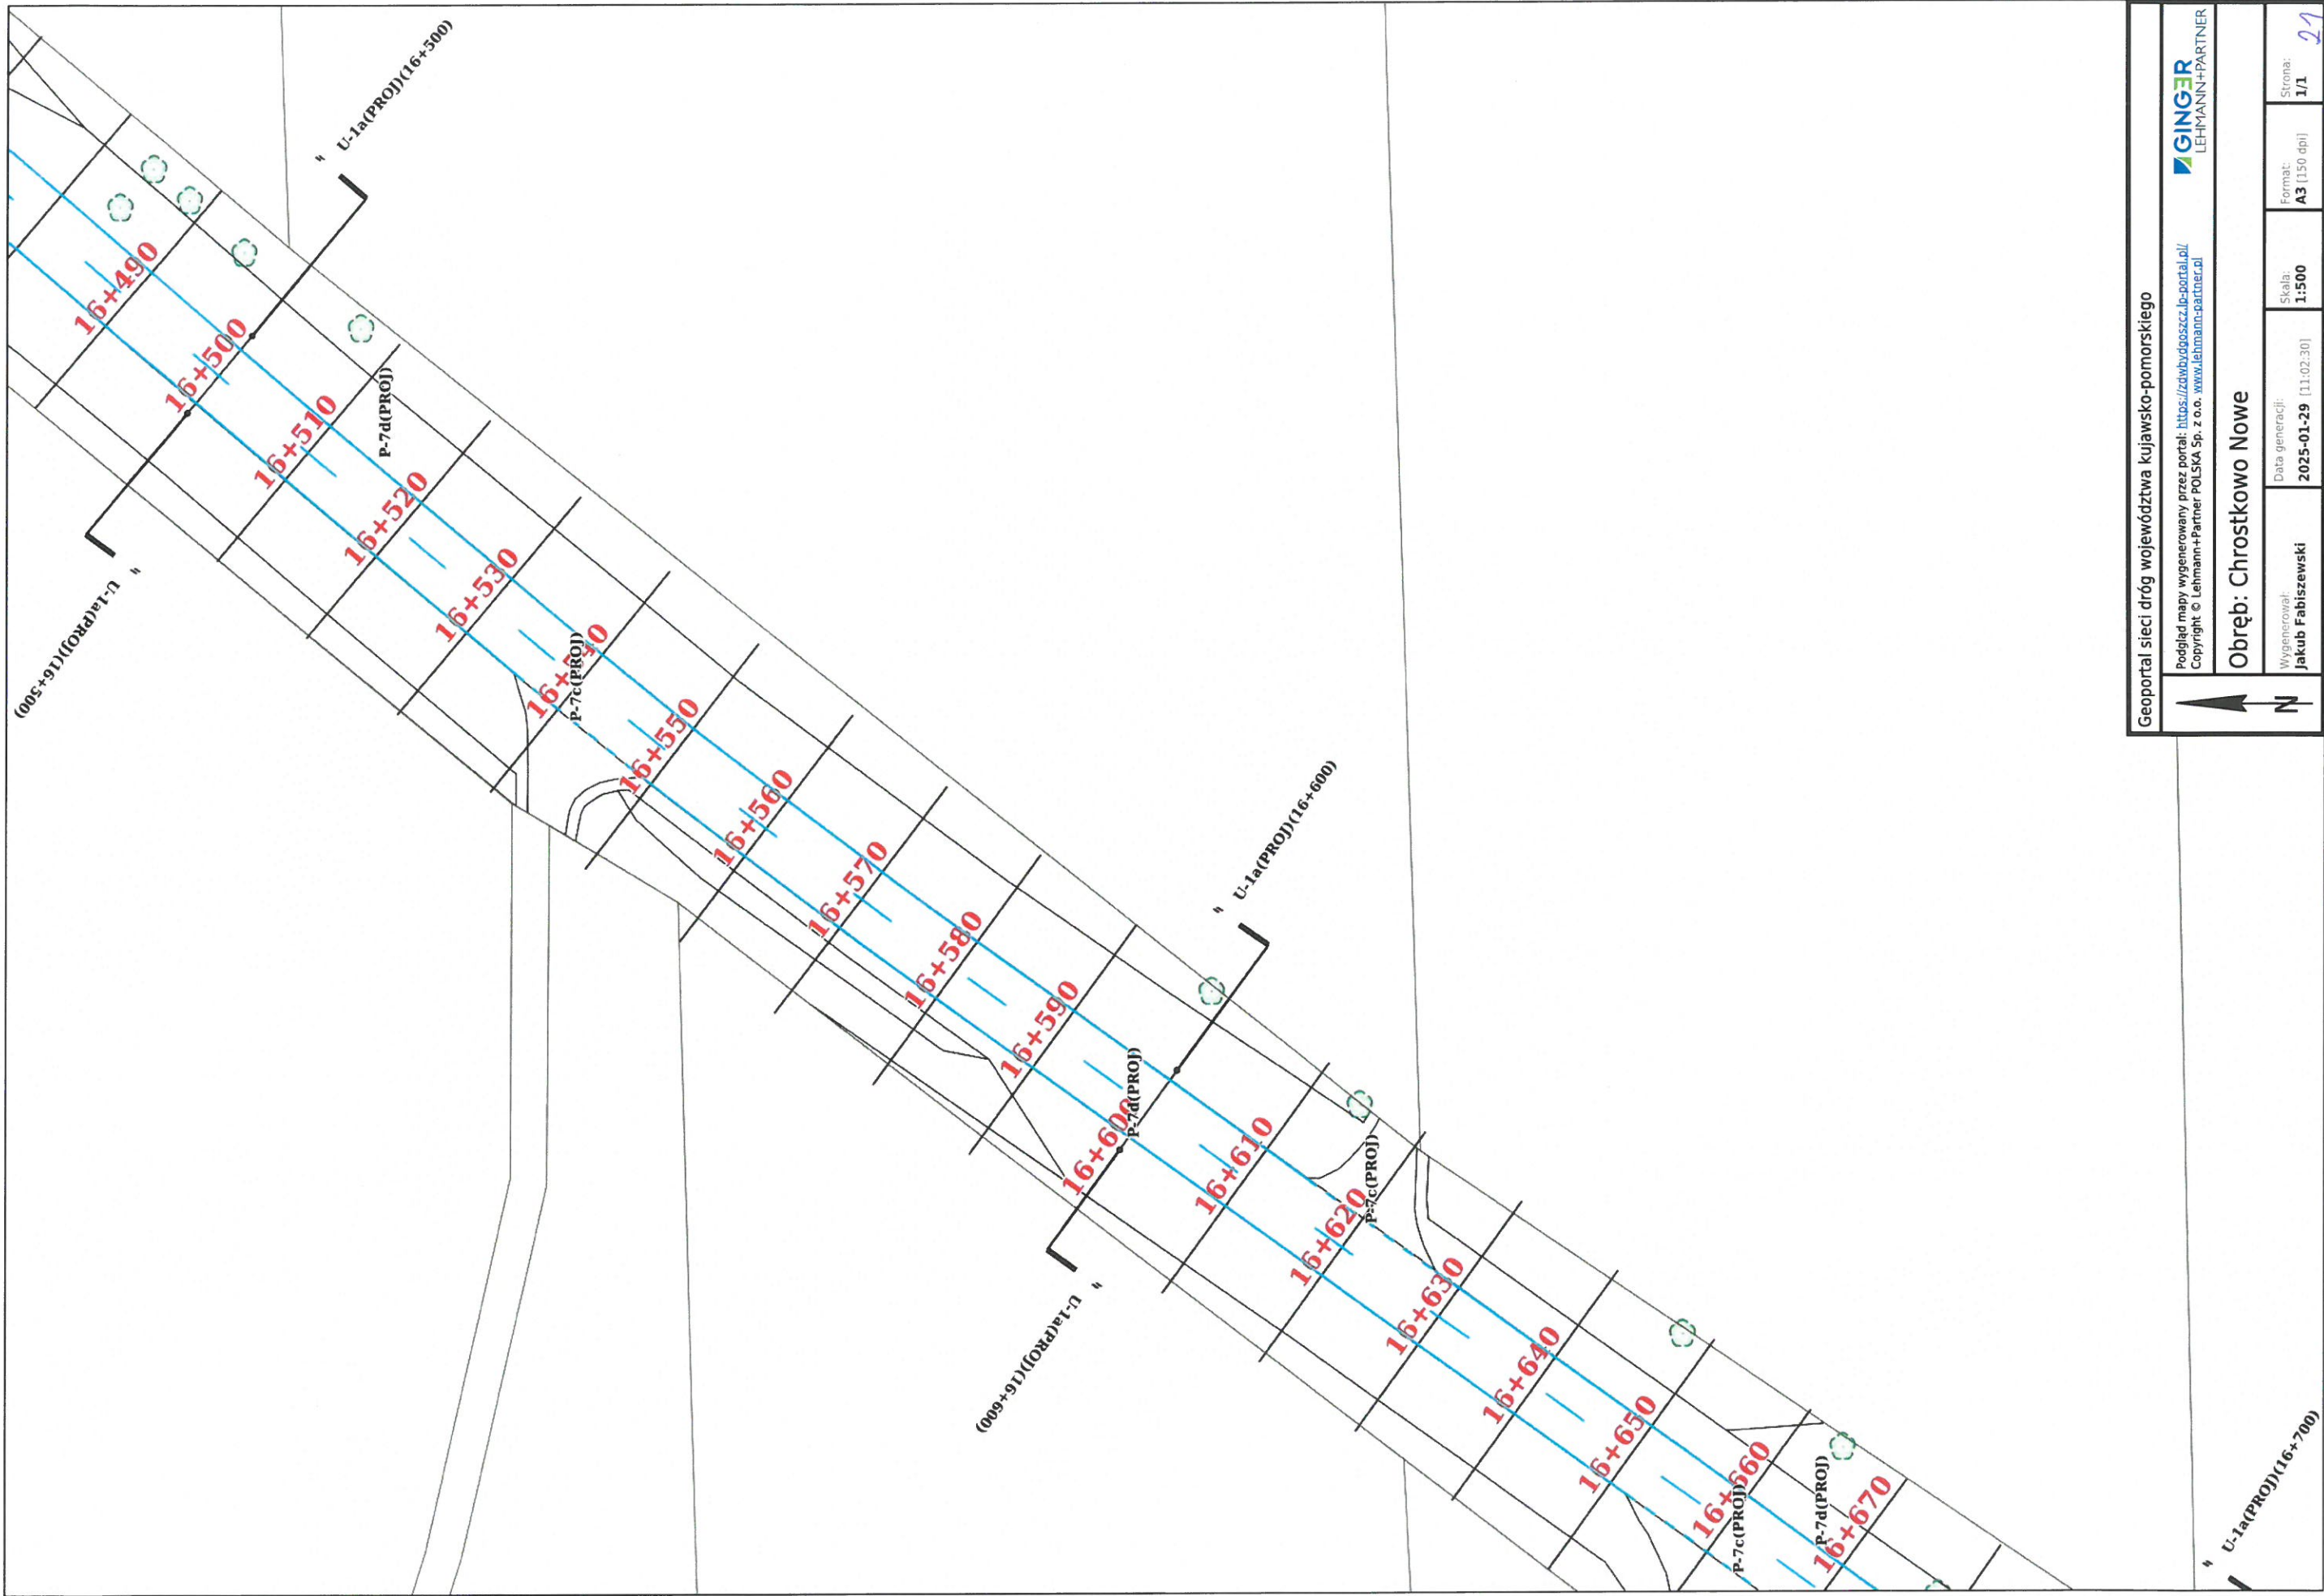 U-1a(PROJ)(16+500)
16+490
16+500
U-1a(PROJ)(16+500)
16+510
P-7d(PROJ)
16+520
16+530
16+540
P-7c(PROJ)
16+550
16+560
16+570
16+580
16+590
U-1a(PROJ)(16+600)
16+600
P-7d(PROJ)
U-1a(PROJ)(16+600)
16+610
16+620
P-7c(PROJ)
16+630
16+640
16+650
16+660
P-7c(PROJ)
P-7d(PROJ)
16+670
U-1a(PROJ)(16+700)
Geoportal sieci dróg województwa kujawsko-pomorskiego
Podgląd mapy wygenerowany przez portal: https://zdwbydgoszcz.lp-portal.pl/
Copyright © Lehmann+Partner POLSKA Sp. z o.o. www.lehmann-partner.pl
GINGER
LEHMANN+PARTNER
Obręb: Chrostkowo Nowe
N
Wygenerował:
Jakub Fabiszewski
Data generacji:
2025-01-29 [11:02:30]
Skala:
1:500
Format:
A3 [150 dpi]
Strona:
1/1
21